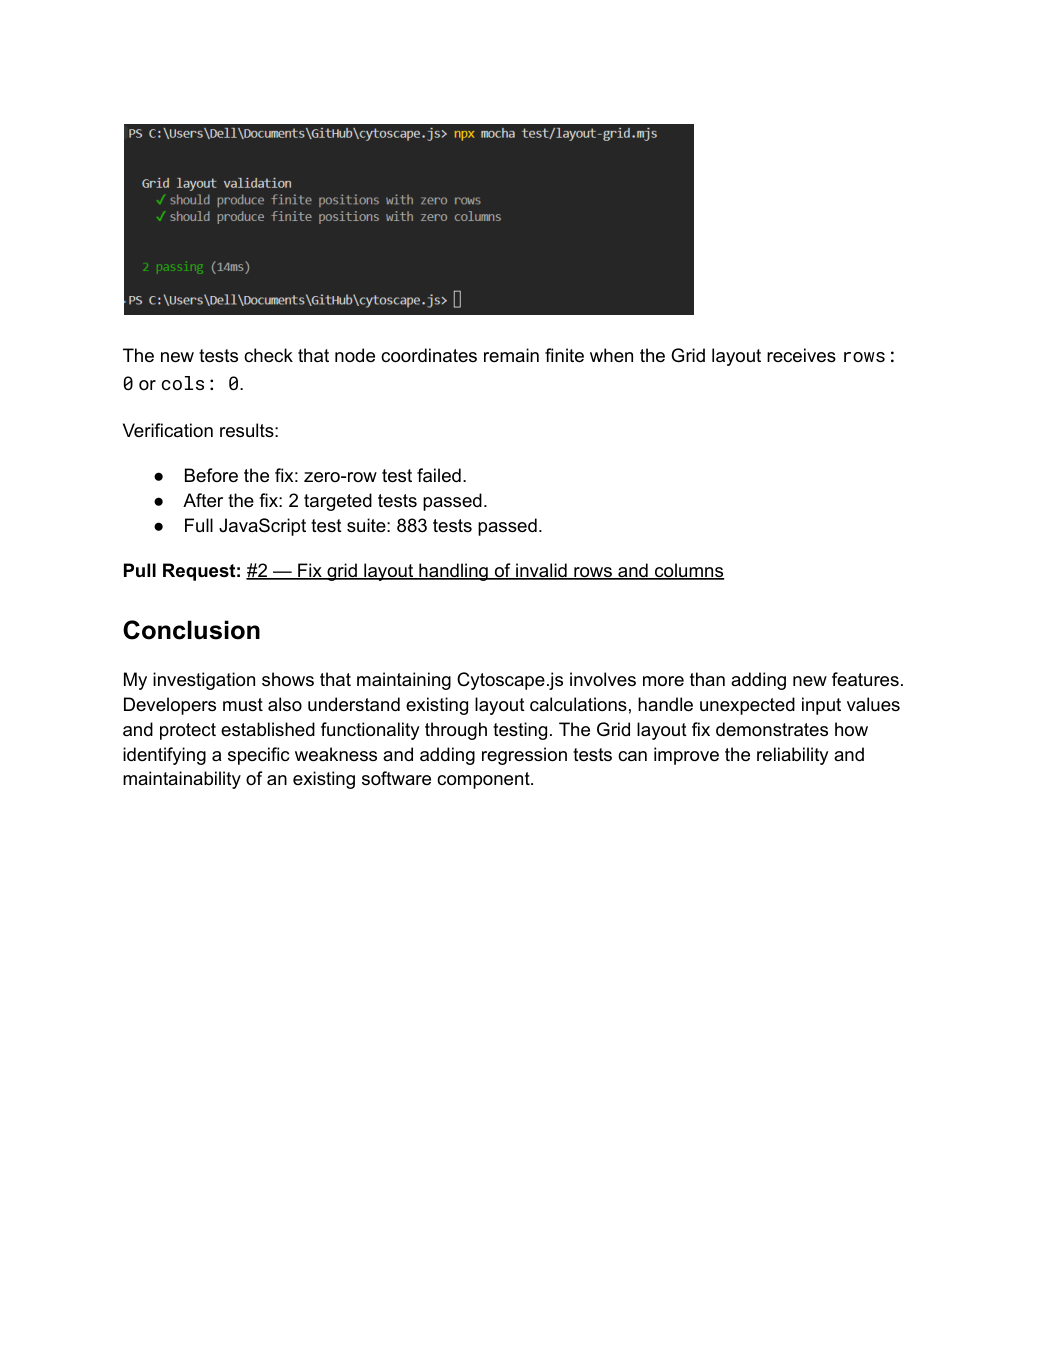 PS C:\Users\Dell\Documents\GitHub\cytoscape.js> npx mocha test/layout-grid.mjs
Grid layout validation
✓ should produce finite positions with zero rows
✓ should produce finite positions with zero columns
2 passing (14ms)
PS C:\Users\Dell\Documents\GitHub\cytoscape.js>
The new tests check that node coordinates remain finite when the Grid layout receives rows:
0 or cols: 0.
Verification results:
● Before the fix: zero-row test failed.
● After the fix: 2 targeted tests passed.
● Full JavaScript test suite: 883 tests passed.
Pull Request: #2 — Fix grid layout handling of invalid rows and columns
Conclusion
My investigation shows that maintaining Cytoscape.js involves more than adding new features.
Developers must also understand existing layout calculations, handle unexpected input values
and protect established functionality through testing. The Grid layout fix demonstrates how
identifying a specific weakness and adding regression tests can improve the reliability and
maintainability of an existing software component.